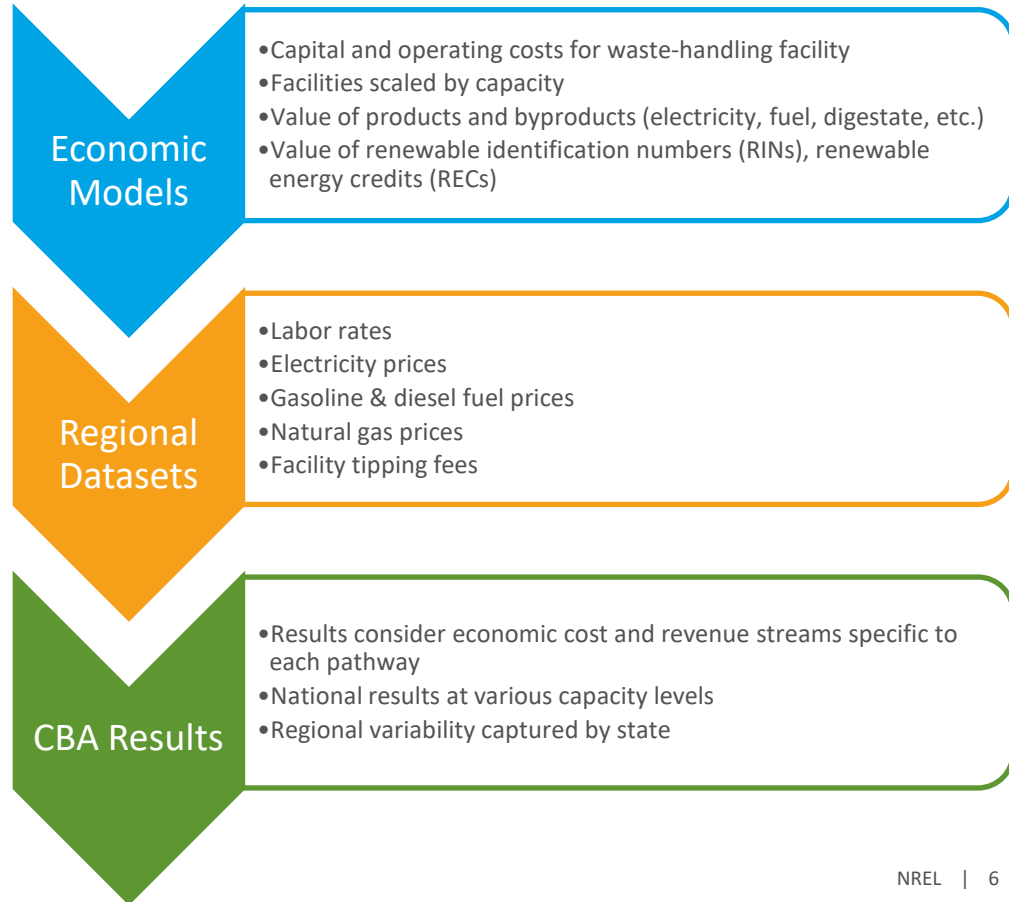 Economic
Models
•Capital and operating costs for waste-handling facility
•Facilities scaled by capacity
•Value of products and byproducts (electricity, fuel, digestate, etc.)
•Value of renewable identification numbers (RINs), renewable
energy credits (RECs)
Regional
Datasets
•Labor rates
•Electricity prices
•Gasoline & diesel fuel prices
•Natural gas prices
•Facility tipping fees
CBA Results
•Results consider economic cost and revenue streams specific to
each pathway
•National results at various capacity levels
•Regional variability captured by state
NREL | 6